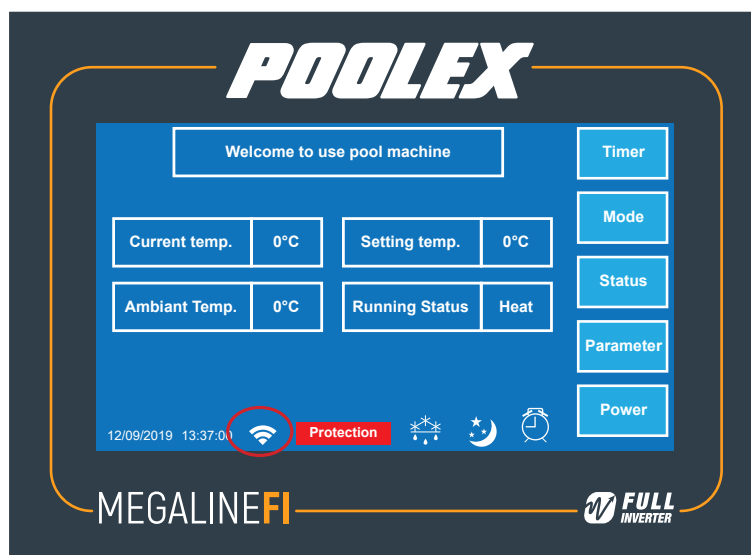 POOLEX
Welcome to use pool machine
Timer
Mode
Current temp. 0°C Setting temp. 0°C
Status
Ambiant Temp. 0°C Running Status Heat
Parameter
Power
12/09/2019 13:37:00 Protection
MEGALINEFI
FULL
INVERTER